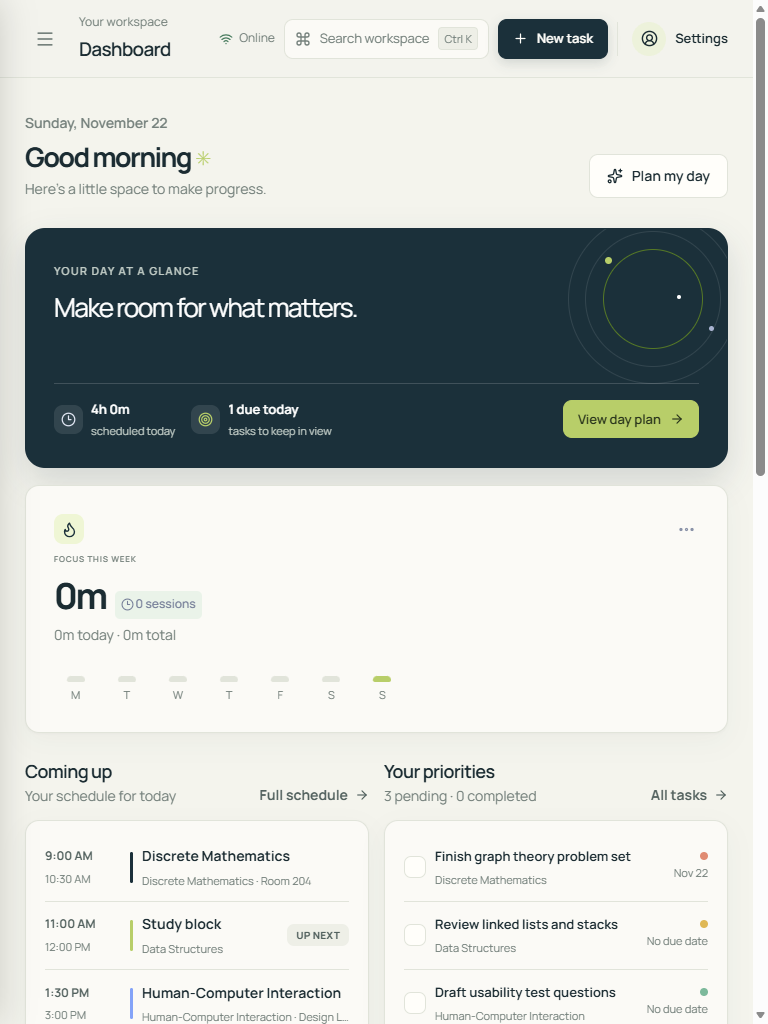 Your workspace
Dashboard
Online
Search workspace
Ctrl K
New task
Settings
Sunday, November 22
Good morning
Here's a little space to make progress.
Plan my day
YOUR DAY AT A GLANCE
Make room for what matters.
4h 0m
scheduled today
1 due today
tasks to keep in view
View day plan
FOCUS THIS WEEK
0m
0 sessions
0m today · 0m total
M T W T F S S
Coming up
Your schedule for today
Full schedule
9:00 AM
10:30 AM
Discrete Mathematics
Discrete Mathematics · Room 204
11:00 AM
12:00 PM
Study block
Data Structures
UP NEXT
1:30 PM
3:00 PM
Human-Computer Interaction
Human-Computer Interaction · Design L...
Your priorities
3 pending · 0 completed
All tasks
Finish graph theory problem set
Discrete Mathematics
Nov 22
Review linked lists and stacks
Data Structures
No due date
Draft usability test questions
Human-Computer Interaction
No due date